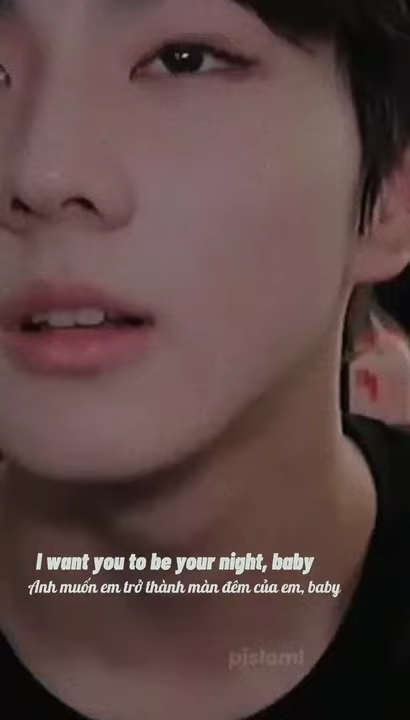 I want you to be your night, baby
Anh muốn em trở thành màn đêm của em, baby